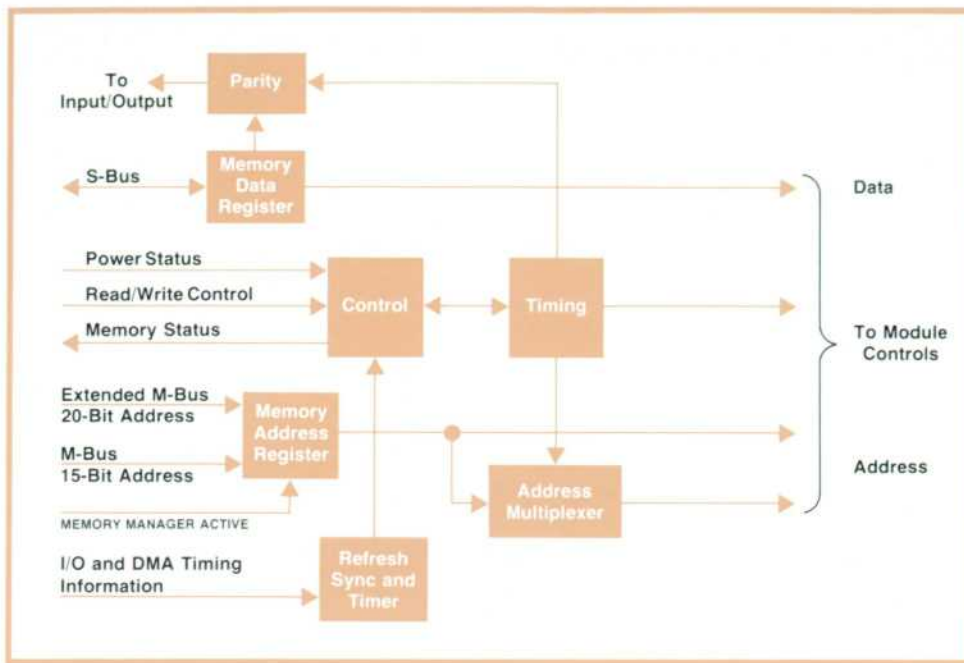 To
Input/Output
Parity
S-Bus
Memory
Data
Register
Data
Power Status
Read/Write Control
Memory Status
Control
Timing
To Module
Controls
Extended M-Bus
20-Bit Address
M-Bus
15-Bit Address
MEMORY MANAGER ACTIVE
Memory
Address
Register
Address
Multiplexer
Address
I/O and DMA Timing
Information
Refresh
Sync and
Timer